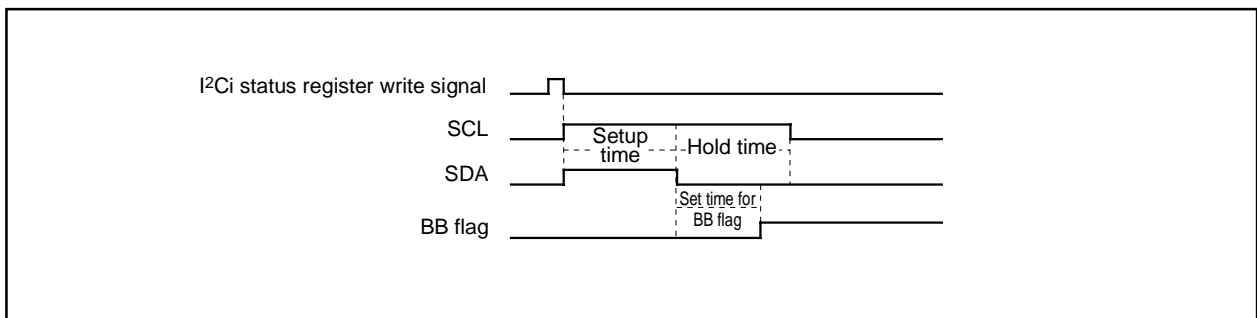 I2Ci status register write signal
SCL
Setup
time
Hold time
SDA
Set time for
BB flag
BB flag